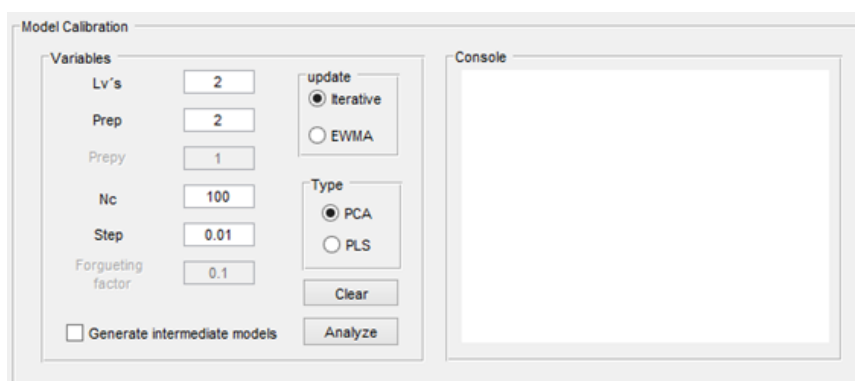 Model Calibration
Variables
Lv´s 2
Prep 2
Prepy 1
Nc 100
Step 0.01
Forgueting
factor 0.1
Generate intermediate models
update
Iterative
EWMA
Type
PCA
PLS
Clear
Analyze
Console